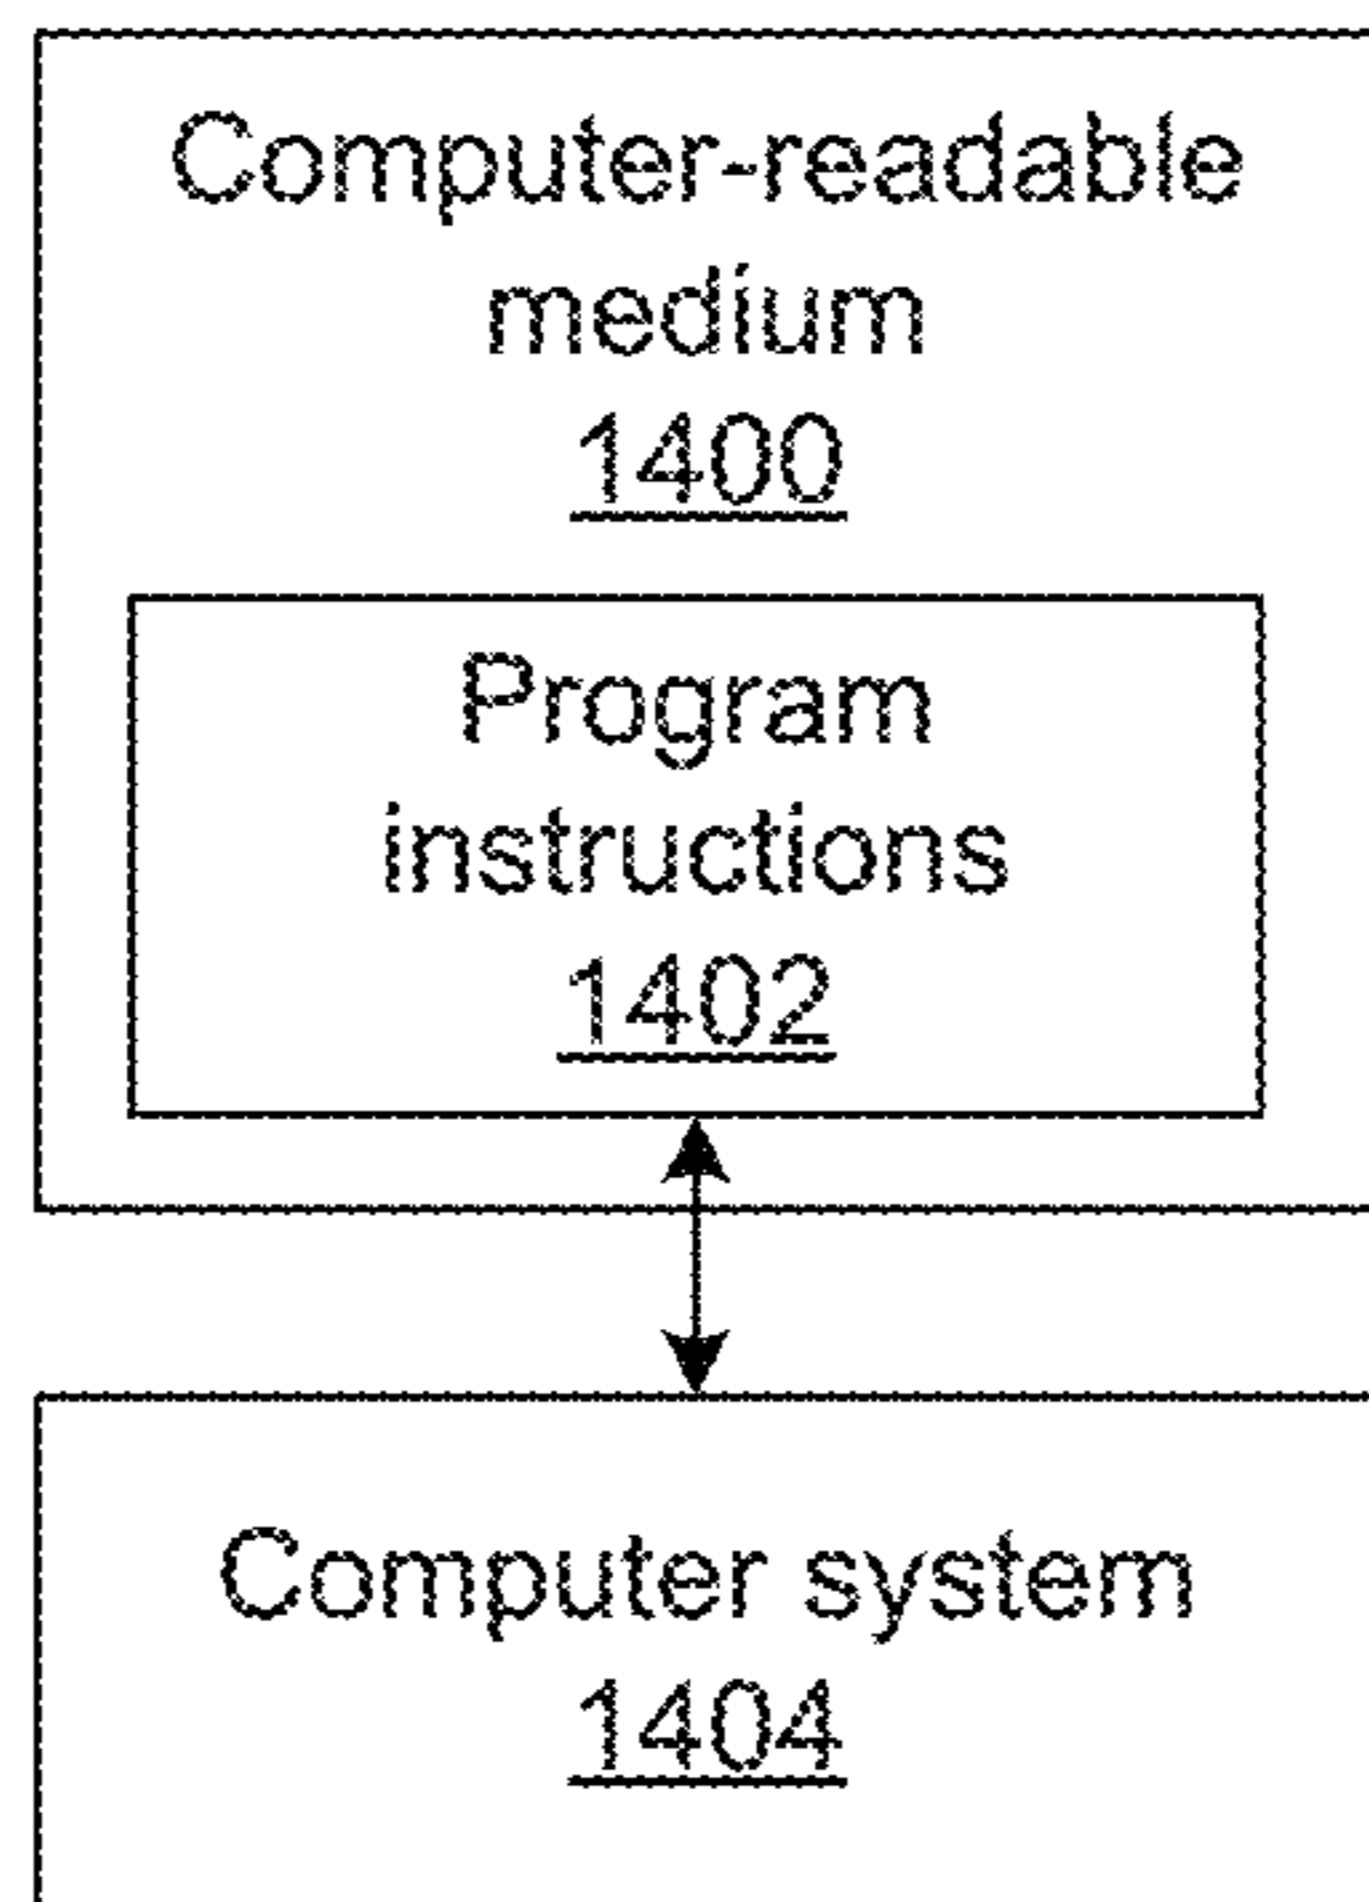 Computer-readable
medium
1400
Program
instructions
1402
Computer system
1404